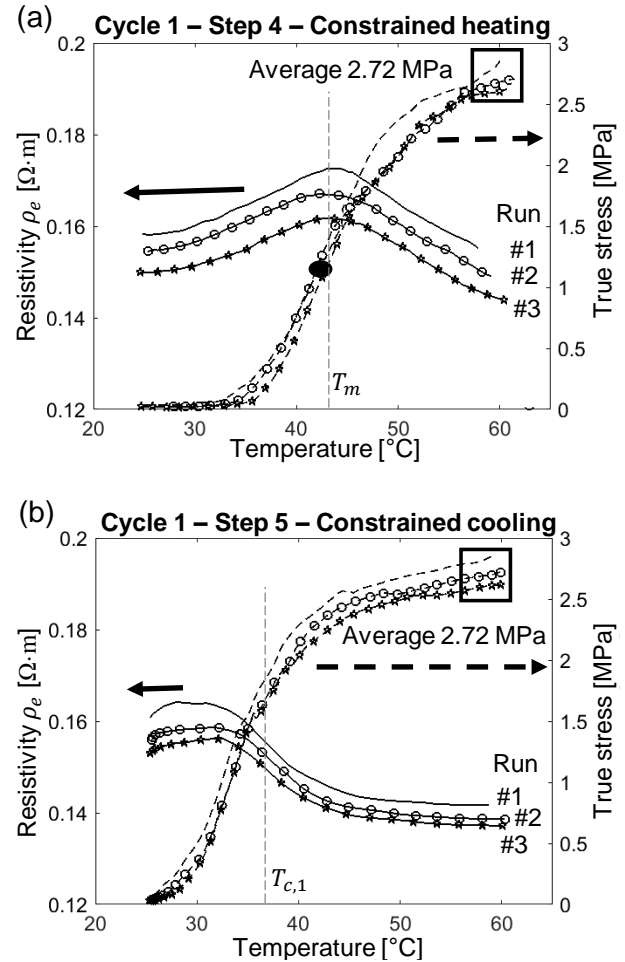 (a)
Cycle 1 – Step 4 – Constrained heating
0.2
0.18
0.16
0.14
0.12
Resistivity ρe [Ω·m]
Average 2.72 MPa
3
2.5
2
1.5
1
0.5
0
True stress [MPa]
Run
#1
#2
#3
Tm
20
30
40
50
60
Temperature [°C]
(b)
Cycle 1 – Step 5 – Constrained cooling
0.2
0.18
0.16
0.14
0.12
Resistivity ρe [Ω·m]
Average 2.72 MPa
3
2.5
2
1.5
1
0.5
0
True stress [MPa]
Run
#1
#2
#3
Tc,1
20
30
40
50
60
Temperature [°C]